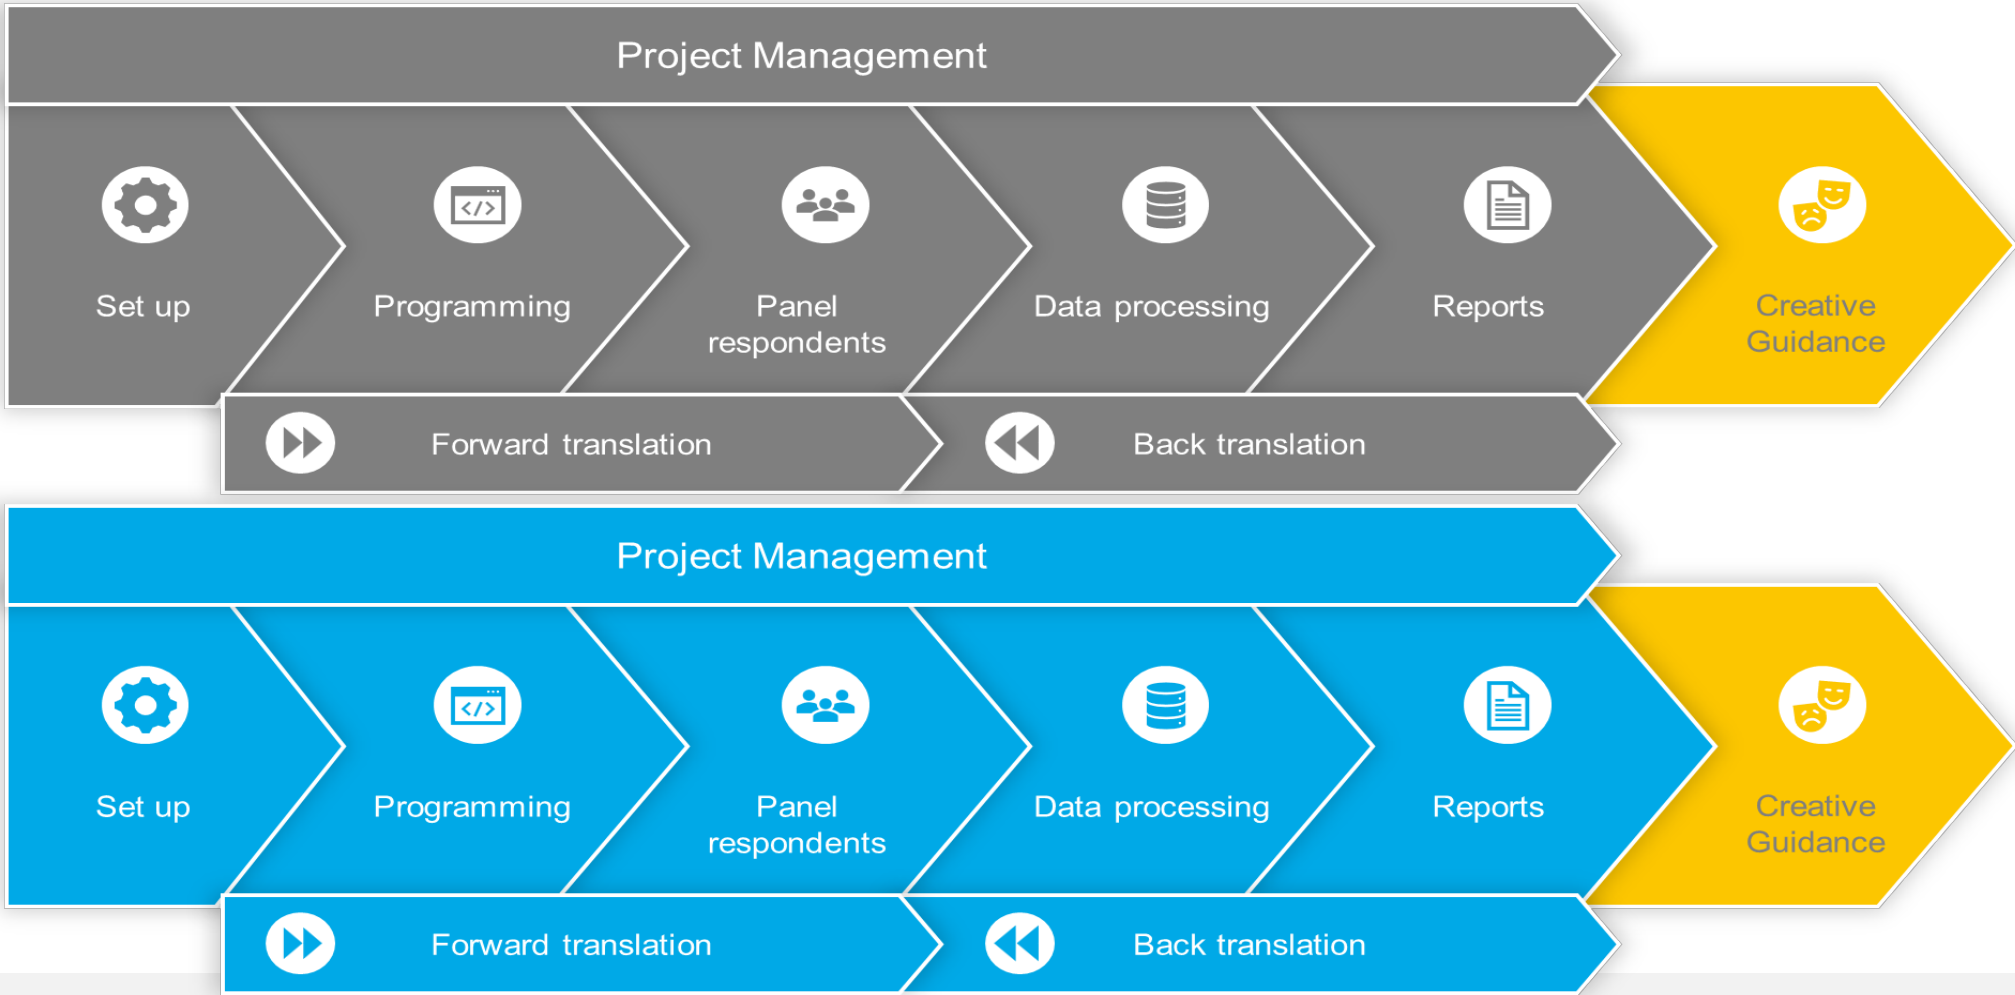 Project Management
Set up
Programming
Panel
respondents
Data processing
Reports
Creative
Guidance
Forward translation
Back translation
Project Management
Set up
Programming
Panel
respondents
Data processing
Reports
Creative
Guidance
Forward translation
Back translation